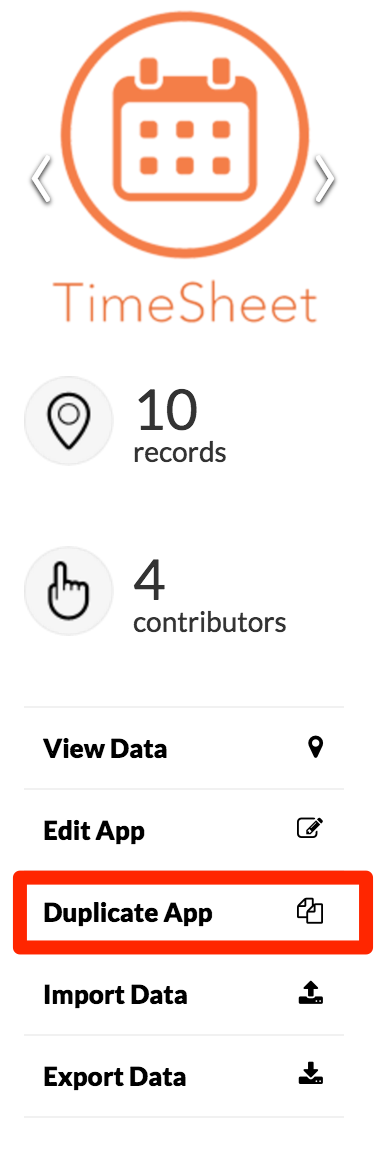 TimeSheet
10
records
4
contributors
View Data
Edit App
Duplicate App
Import Data
Export Data